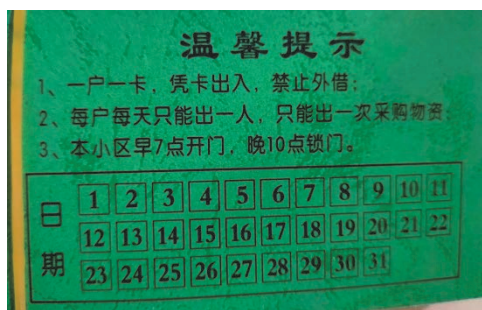 温馨提示
1、一户一卡，凭卡出入，禁止外借；
2、每户每天只能出一人，只能出一次采购物资；
3、本小区早7点开门，晚10点锁门。
日期
1 2 3 4 5 6 7 8 9 10 11
12 13 14 15 16 17 18 19 20 21 22
23 24 25 26 27 28 29 30 31